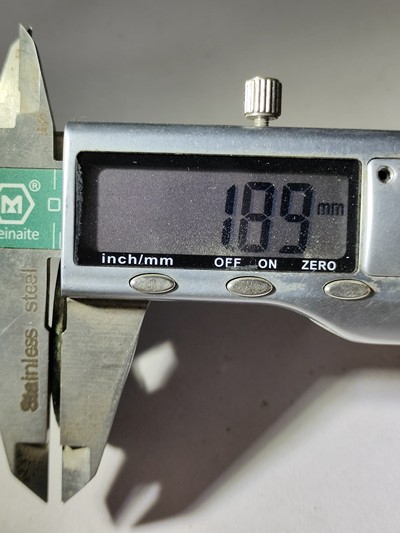 189 mm
inch/mm OFF ON ZERO
M ®
einaite
Stainless steel